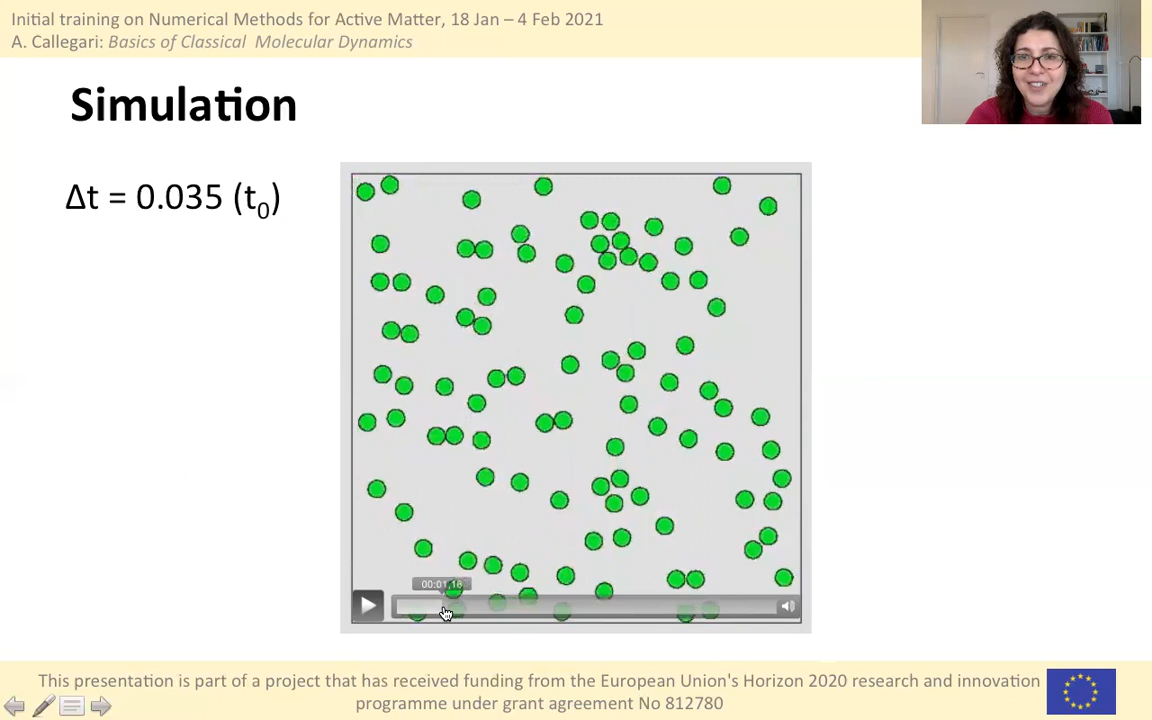 Initial training on Numerical Methods for Active Matter, 18 Jan – 4 Feb 2021
A. Callegari: Basics of Classical Molecular Dynamics
Simulation
Δt = 0.035 (t₀)
00:01,16
This presentation is part of a project that has received funding from the European Union's Horizon 2020 research and innovation
programme under grant agreement No 812780